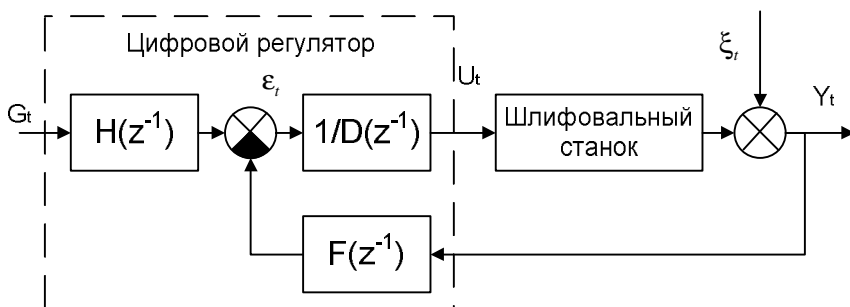 Цифровой регулятор
Gₜ
H(z⁻¹)
εₜ
1/D(z⁻¹)
Uₜ
Шлифовальный
станок
ξₜ
Yₜ
F(z⁻¹)